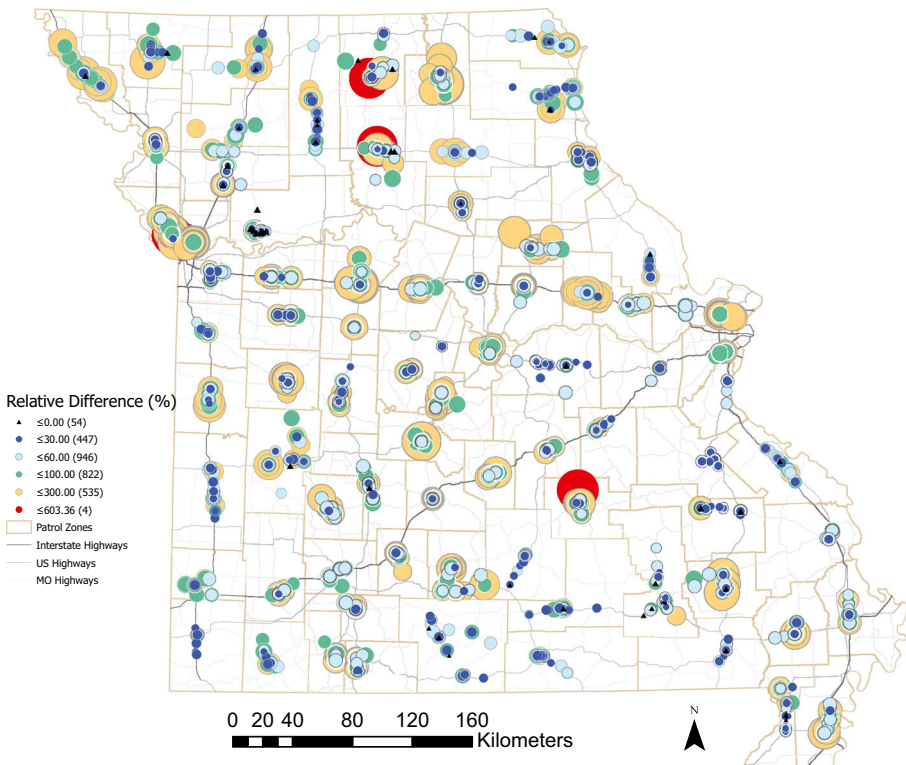 Relative Difference (%)
≤0.00 (54)
≤30.00 (447)
≤60.00 (946)
≤100.00 (822)
≤300.00 (535)
≤603.36 (4)
Patrol Zones
Interstate Highways
US Highways
MO Highways
N
0 20 40 80 120 160
Kilometers